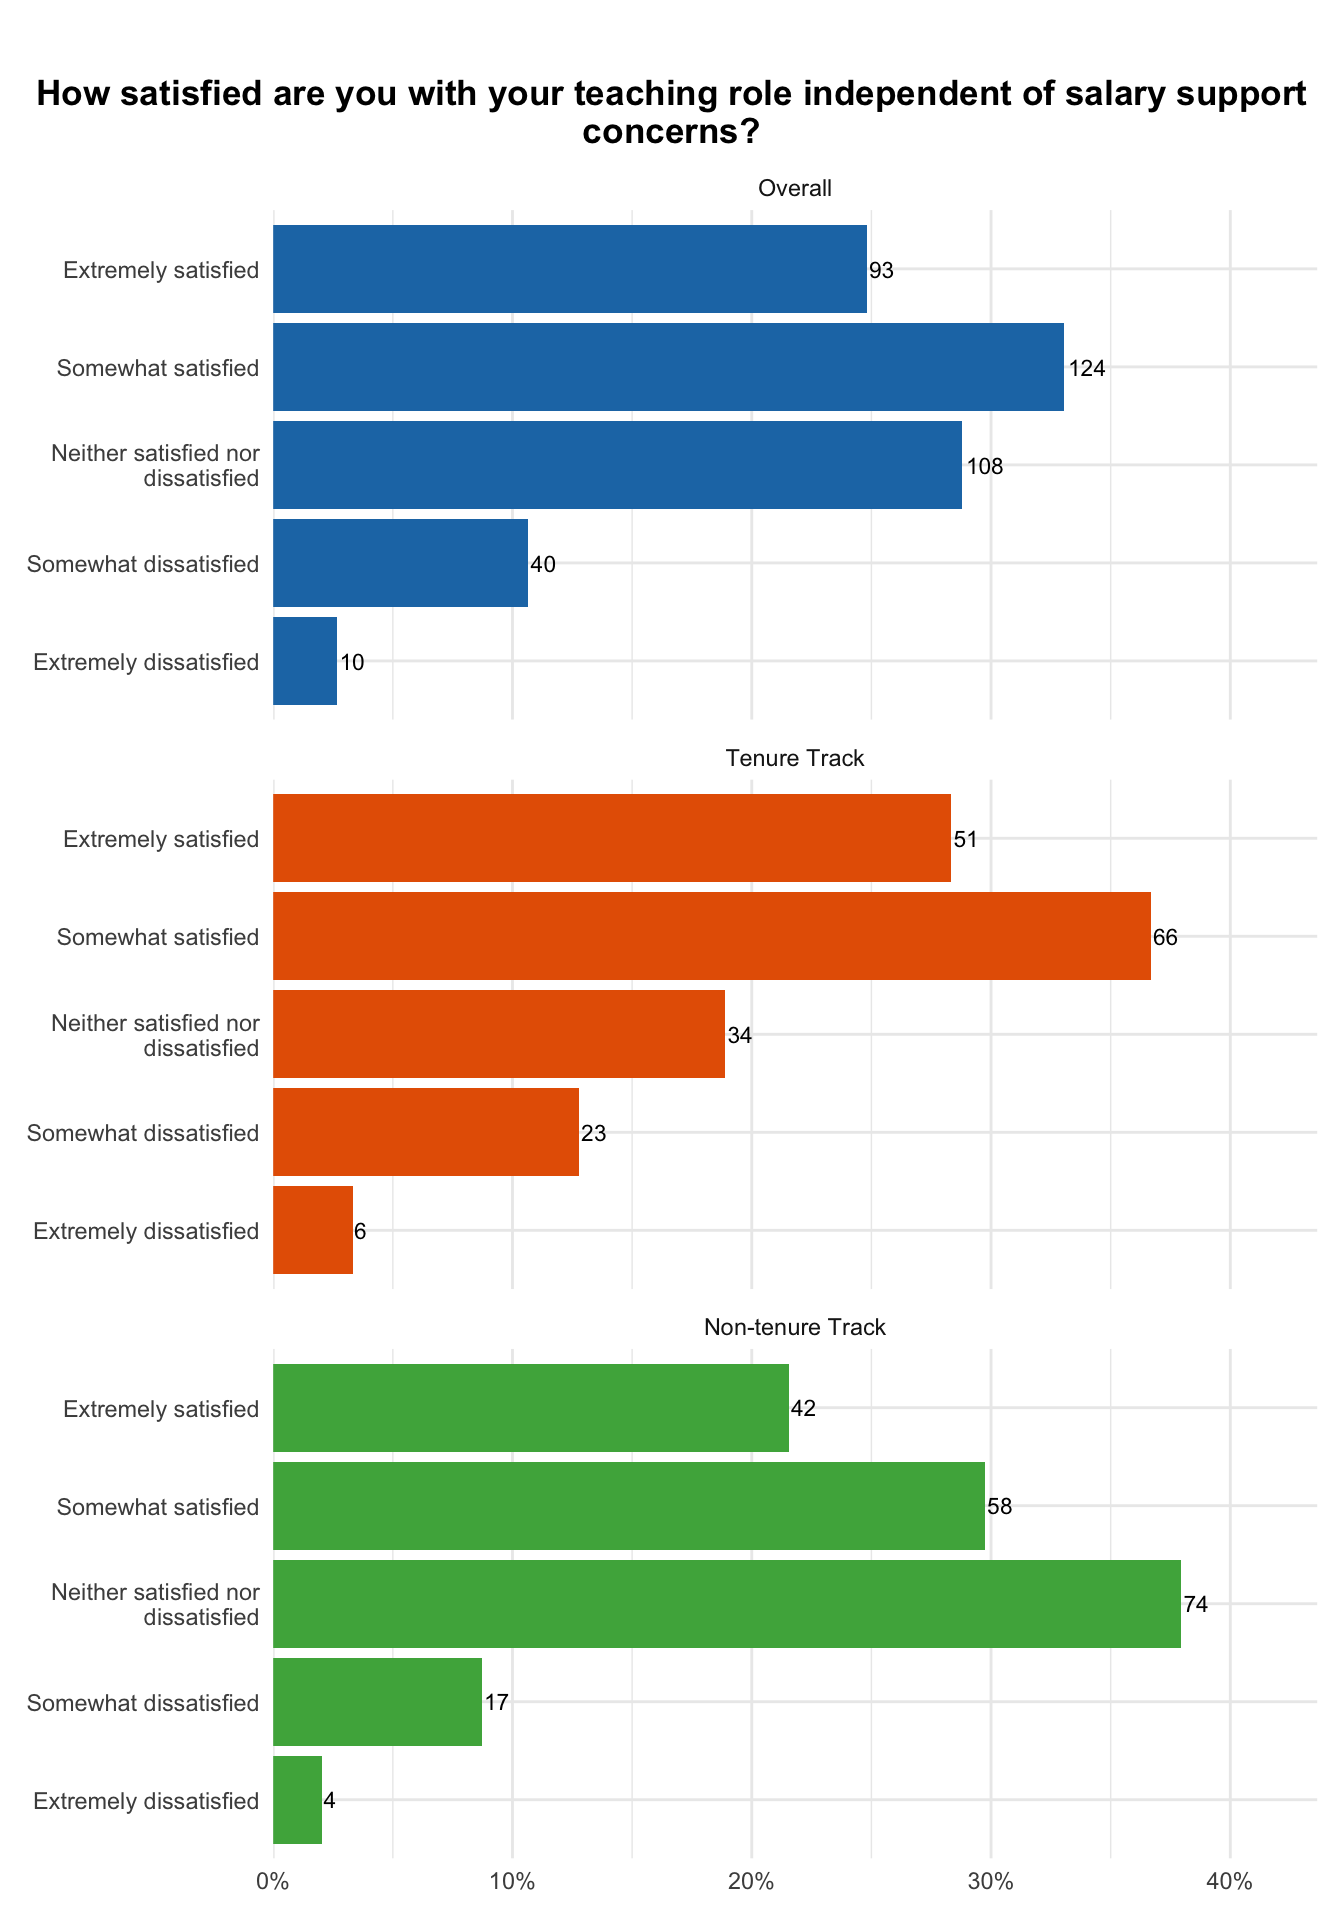 How satisfied are you with your teaching role independent of salary support
concerns?
Overall
Extremely satisfied
93
Somewhat satisfied
124
Neither satisfied nor
dissatisfied
108
Somewhat dissatisfied
40
Extremely dissatisfied
10
Tenure Track
Extremely satisfied
51
Somewhat satisfied
66
Neither satisfied nor
dissatisfied
34
Somewhat dissatisfied
23
Extremely dissatisfied
6
Non-tenure Track
Extremely satisfied
42
Somewhat satisfied
58
Neither satisfied nor
dissatisfied
74
Somewhat dissatisfied
17
Extremely dissatisfied
4
0% 10% 20% 30% 40%